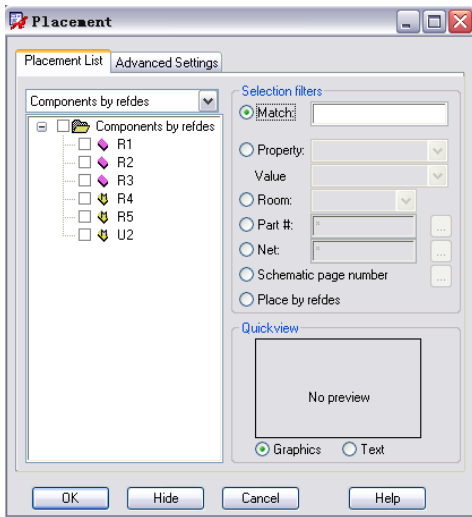 Placement
Placement List Advanced Settings
Components by refdes
Components by refdes
R1
R2
R3
R4
R5
U2
Selection filters
Match:
Property:
Value
Room:
Part #: *
...
Net: *
...
Schematic page number
...
Place by refdes
Quickview
No preview
Graphics Text
OK Hide Cancel Help